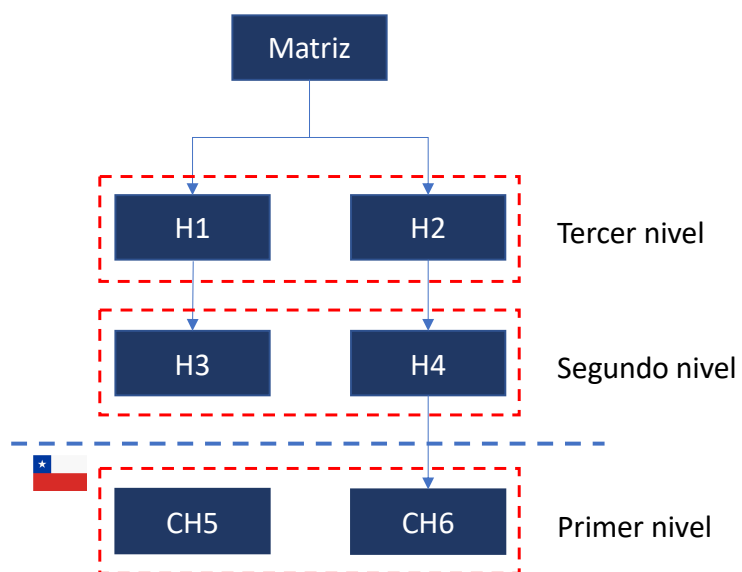 Matriz
H1
H2
Tercer nivel
H3
H4
Segundo nivel
CH5
CH6
Primer nivel